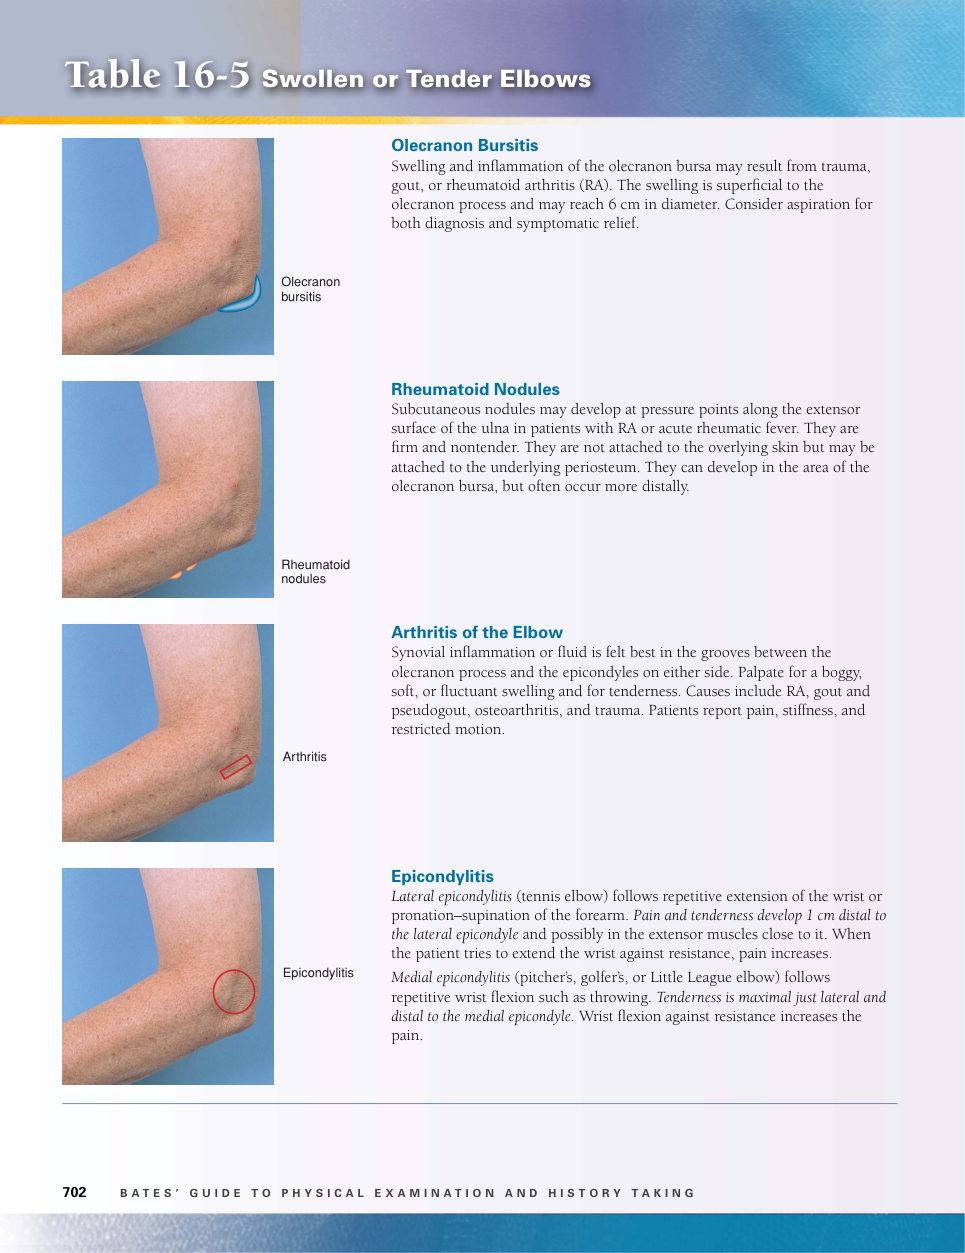 Table 16-5 Swollen or Tender Elbows
Olecranon Bursitis
Swelling and inflammation of the olecranon bursa may result from trauma,
gout, or rheumatoid arthritis (RA). The swelling is superficial to the
olecranon process and may reach 6 cm in diameter. Consider aspiration for
both diagnosis and symptomatic relief.
Olecranon
bursitis
Rheumatoid Nodules
Subcutaneous nodules may develop at pressure points along the extensor
surface of the ulna in patients with RA or acute rheumatic fever. They are
firm and nontender. They are not attached to the overlying skin but may be
attached to the underlying periosteum. They can develop in the area of the
olecranon bursa, but often occur more distally.
Rheumatoid
nodules
Arthritis of the Elbow
Synovial inflammation or fluid is felt best in the grooves between the
olecranon process and the epicondyles on either side. Palpate for a boggy,
soft, or fluctuant swelling and for tenderness. Causes include RA, gout and
pseudogout, osteoarthritis, and trauma. Patients report pain, stiffness, and
restricted motion.
Arthritis
Epicondylitis
Lateral epicondylitis (tennis elbow) follows repetitive extension of the wrist or
pronation–supination of the forearm. Pain and tenderness develop 1 cm distal to
the lateral epicondyle and possibly in the extensor muscles close to it. When
the patient tries to extend the wrist against resistance, pain increases.
Medial epicondylitis (pitcher's, golfer's, or Little League elbow) follows
repetitive wrist flexion such as throwing. Tenderness is maximal just lateral and
distal to the medial epicondyle. Wrist flexion against resistance increases the
pain.
Epicondylitis
702 BATES' GUIDE TO PHYSICAL EXAMINATION AND HISTORY TAKING